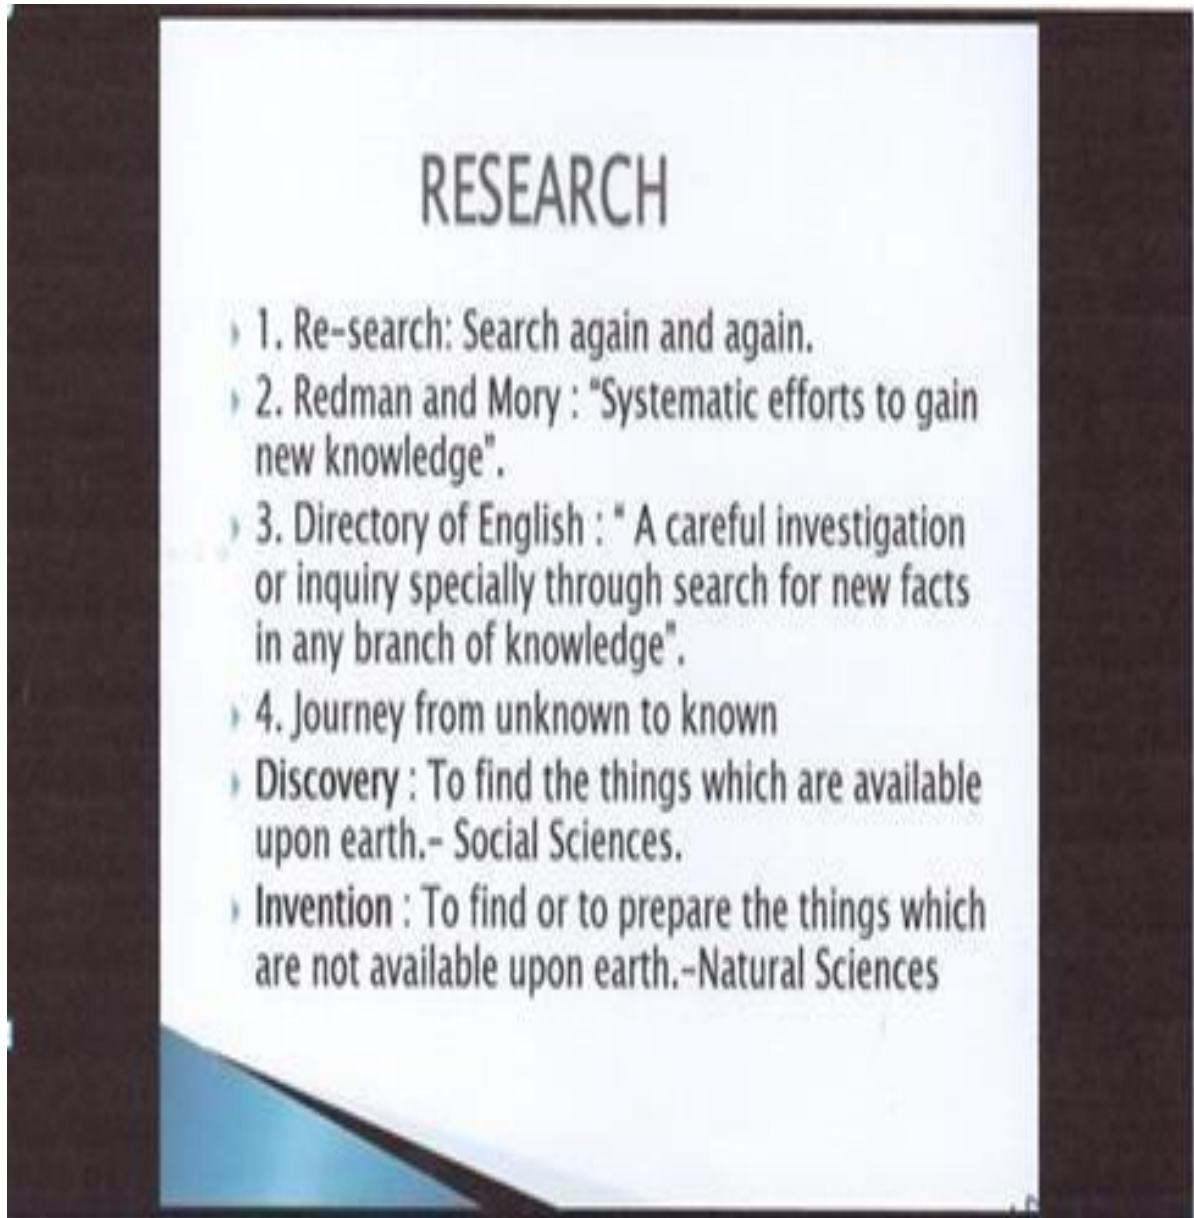 RESEARCH
1. Re-search: Search again and again.
2. Redman and Mory : "Systematic efforts to gain
new knowledge".
3. Directory of English : " A careful investigation
or inquiry specially through search for new facts
in any branch of knowledge".
4. Journey from unknown to known
Discovery : To find the things which are available
upon earth.- Social Sciences.
Invention : To find or to prepare the things which
are not available upon earth.-Natural Sciences